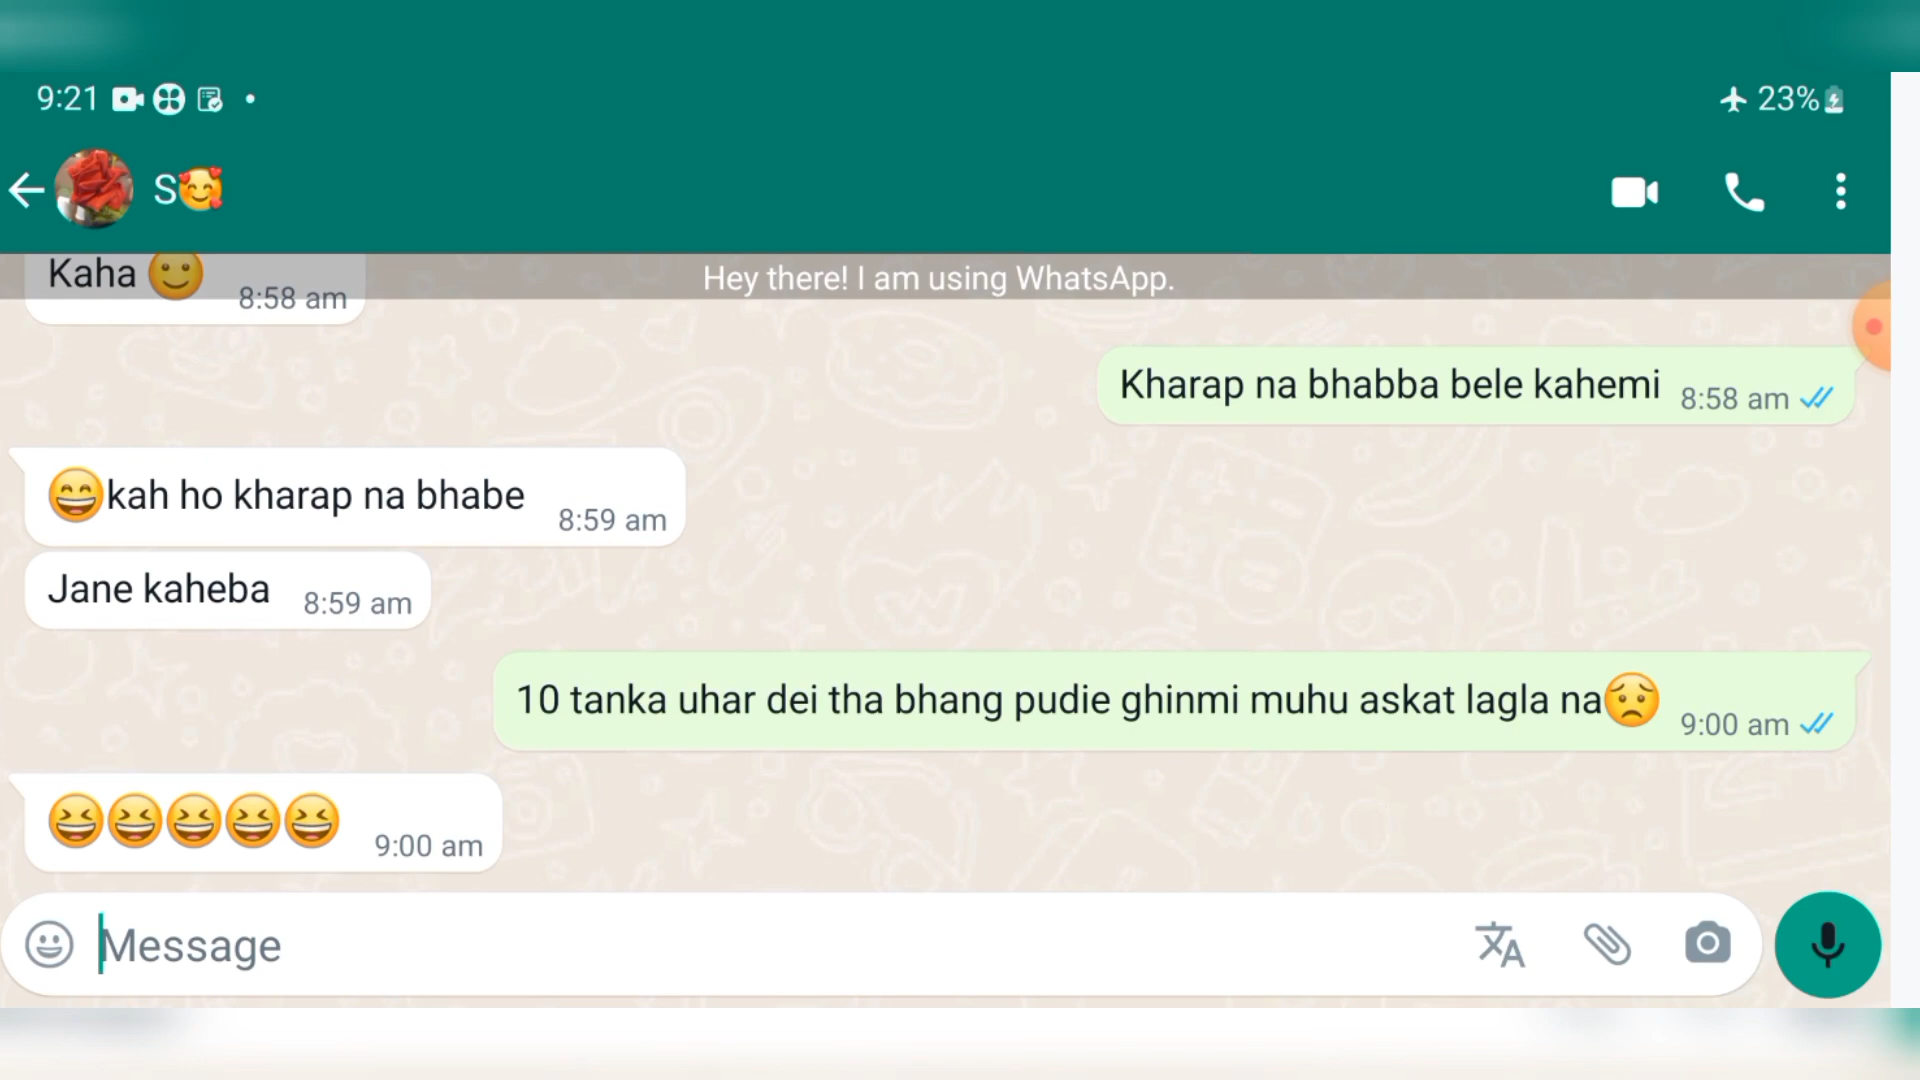 9:21
23%
S🥰
Hey there! I am using WhatsApp.
Kaha 🙂 8:58 am
Kharap na bhabba bele kahemi 8:58 am
😄kah ho kharap na bhabe 8:59 am
Jane kaheba 8:59 am
10 tanka uhar dei tha bhang pudie ghinmi muhu askat lagla na😟 9:00 am
😆😆😆😆😆 9:00 am
Message